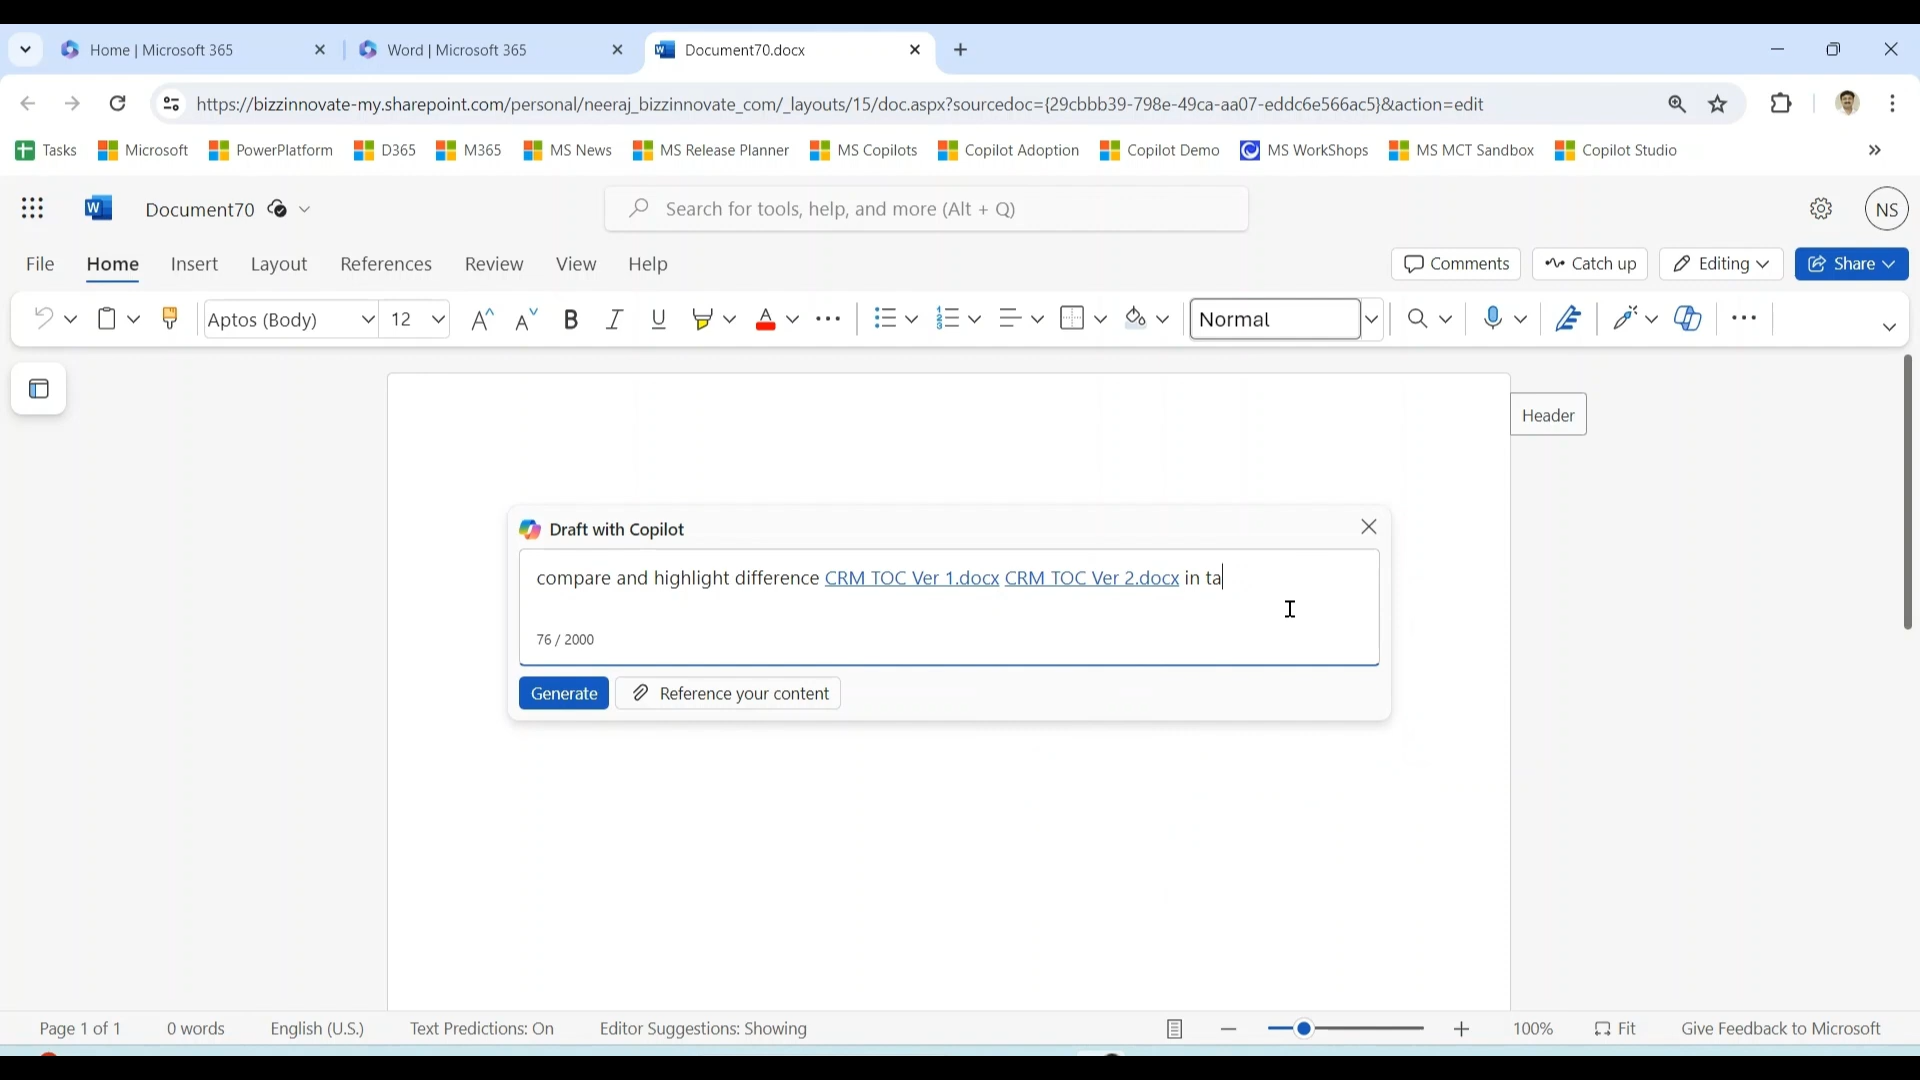 Home | Microsoft 365
Word | Microsoft 365
Document70.docx
https://bizzinnovate-my.sharepoint.com/personal/neeraj_bizzinnovate_com/_layouts/15/doc.aspx?sourcedoc={29cbbb39-798e-49ca-aa07-eddc6e566ac5}&action=edit
Tasks Microsoft PowerPlatform D365 M365 MS News MS Release Planner MS Copilots Copilot Adoption Copilot Demo MS WorkShops MS MCT Sandbox Copilot Studio
W Document70 Search for tools, help, and more (Alt + Q) NS
File Home Insert Layout References Review View Help Comments Catch up Editing Share
Aptos (Body) 12 Normal
Header
Draft with Copilot
compare and highlight difference CRM TOC Ver 1.docx CRM TOC Ver 2.docx in ta
76 / 2000
Generate Reference your content
Page 1 of 1 0 words English (U.S.) Text Predictions: On Editor Suggestions: Showing 100% Fit Give Feedback to Microsoft